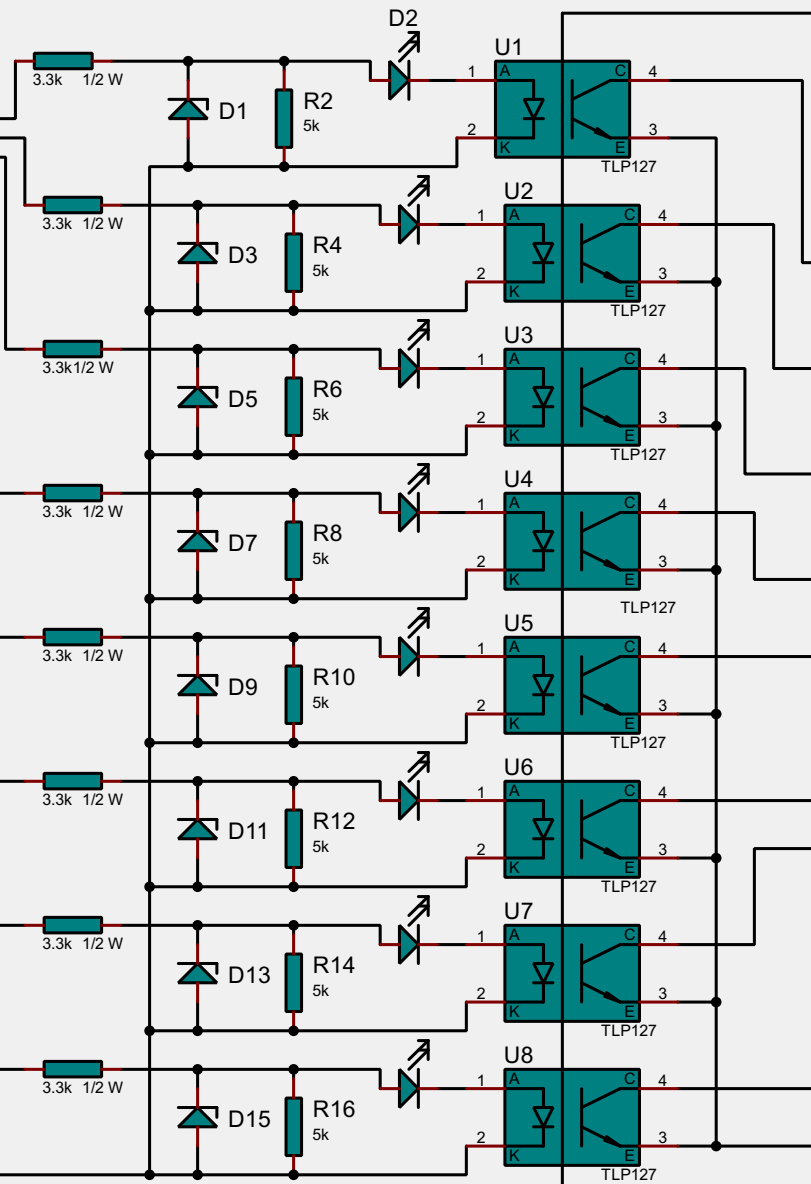 D2
U1
3.3k 1/2 W
D1
R2
5k
1
A
C
4
2
K
E
3
TLP127
U2
3.3k 1/2 W
D3
R4
5k
1
A
C
4
2
K
E
3
TLP127
U3
3.3k1/2 W
D5
R6
5k
1
A
C
4
2
K
E
3
TLP127
U4
3.3k 1/2 W
D7
R8
5k
1
A
C
4
2
K
E
3
TLP127
U5
3.3k 1/2 W
D9
R10
5k
1
A
C
4
2
K
E
3
TLP127
U6
3.3k 1/2 W
D11
R12
5k
1
A
C
4
2
K
E
3
TLP127
U7
3.3k 1/2 W
D13
R14
5k
1
A
C
4
2
K
E
3
TLP127
U8
3.3k 1/2 W
D15
R16
5k
1
A
C
4
2
K
E
3
TLP127